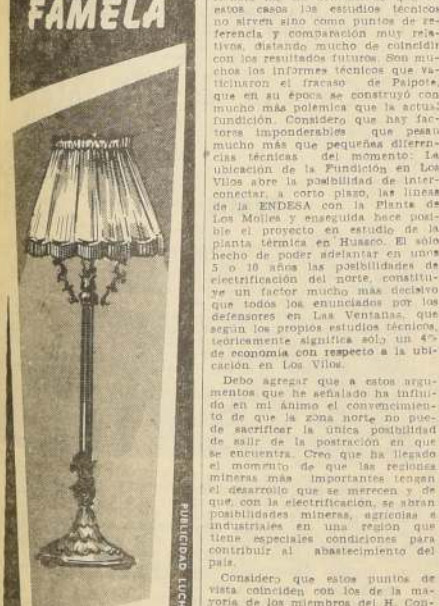 FAMELA
PUBLICIDAD LUCH
estos casos los estudios técnicos
no sirven sino como puntos de re-
ferencia y comparación muy rela-
tivos, distando mucho de coincidir
con los resultados futuros. Son mu-
chos los informes técnicos que va-
ticinaron el fracaso de Paipote,
que en su época se construyó con
mucho más polémica que la actual
fundición. Considero que hay fac-
tores imponderables que pesan
mucho más que pequeñas diferen-
cias técnicas del momento: La
ubicación de la Fundición en Los
Vilos abre la posibilidad de inter-
conectar, a corto plazo, las líneas
de la ENDESA con la Planta de
Los Molles y enseguida hace posi-
ble el proyecto en estudio de la
planta térmica en Huasco. El sólo
hecho de poder adelantar en unos
5 o 10 años las posibilidades de
electrificación del norte, constitu-
ye un factor mucho más decisivo
que todos los enunciados por los
defensores en Las Ventanas, que
según los propios estudios técnicos,
teóricamente significa sólo un 4%
de economía con respecto a la ubi-
cación en Los Vilos.
Debo agregar que a estos argu-
mentos que he señalado ha influí-
do en mi ánimo el convencimien-
to de que la zona norte no pue-
de sacrificar la única posibilidad
de salir de la postración en que
se encuentra. Creo que ha llegado
el momento de que las regiones
mineras más importantes tengan
el desarrollo que se merecen y de
que, con la electrificación, se abran
posibilidades mineras, agrícolas e
industriales en una región que
tiene especiales condiciones para
contribuir al abastecimiento del
país.
Considero que estos puntos de
vista coinciden con los de la ma-
yoría de los miembros del H. Con-